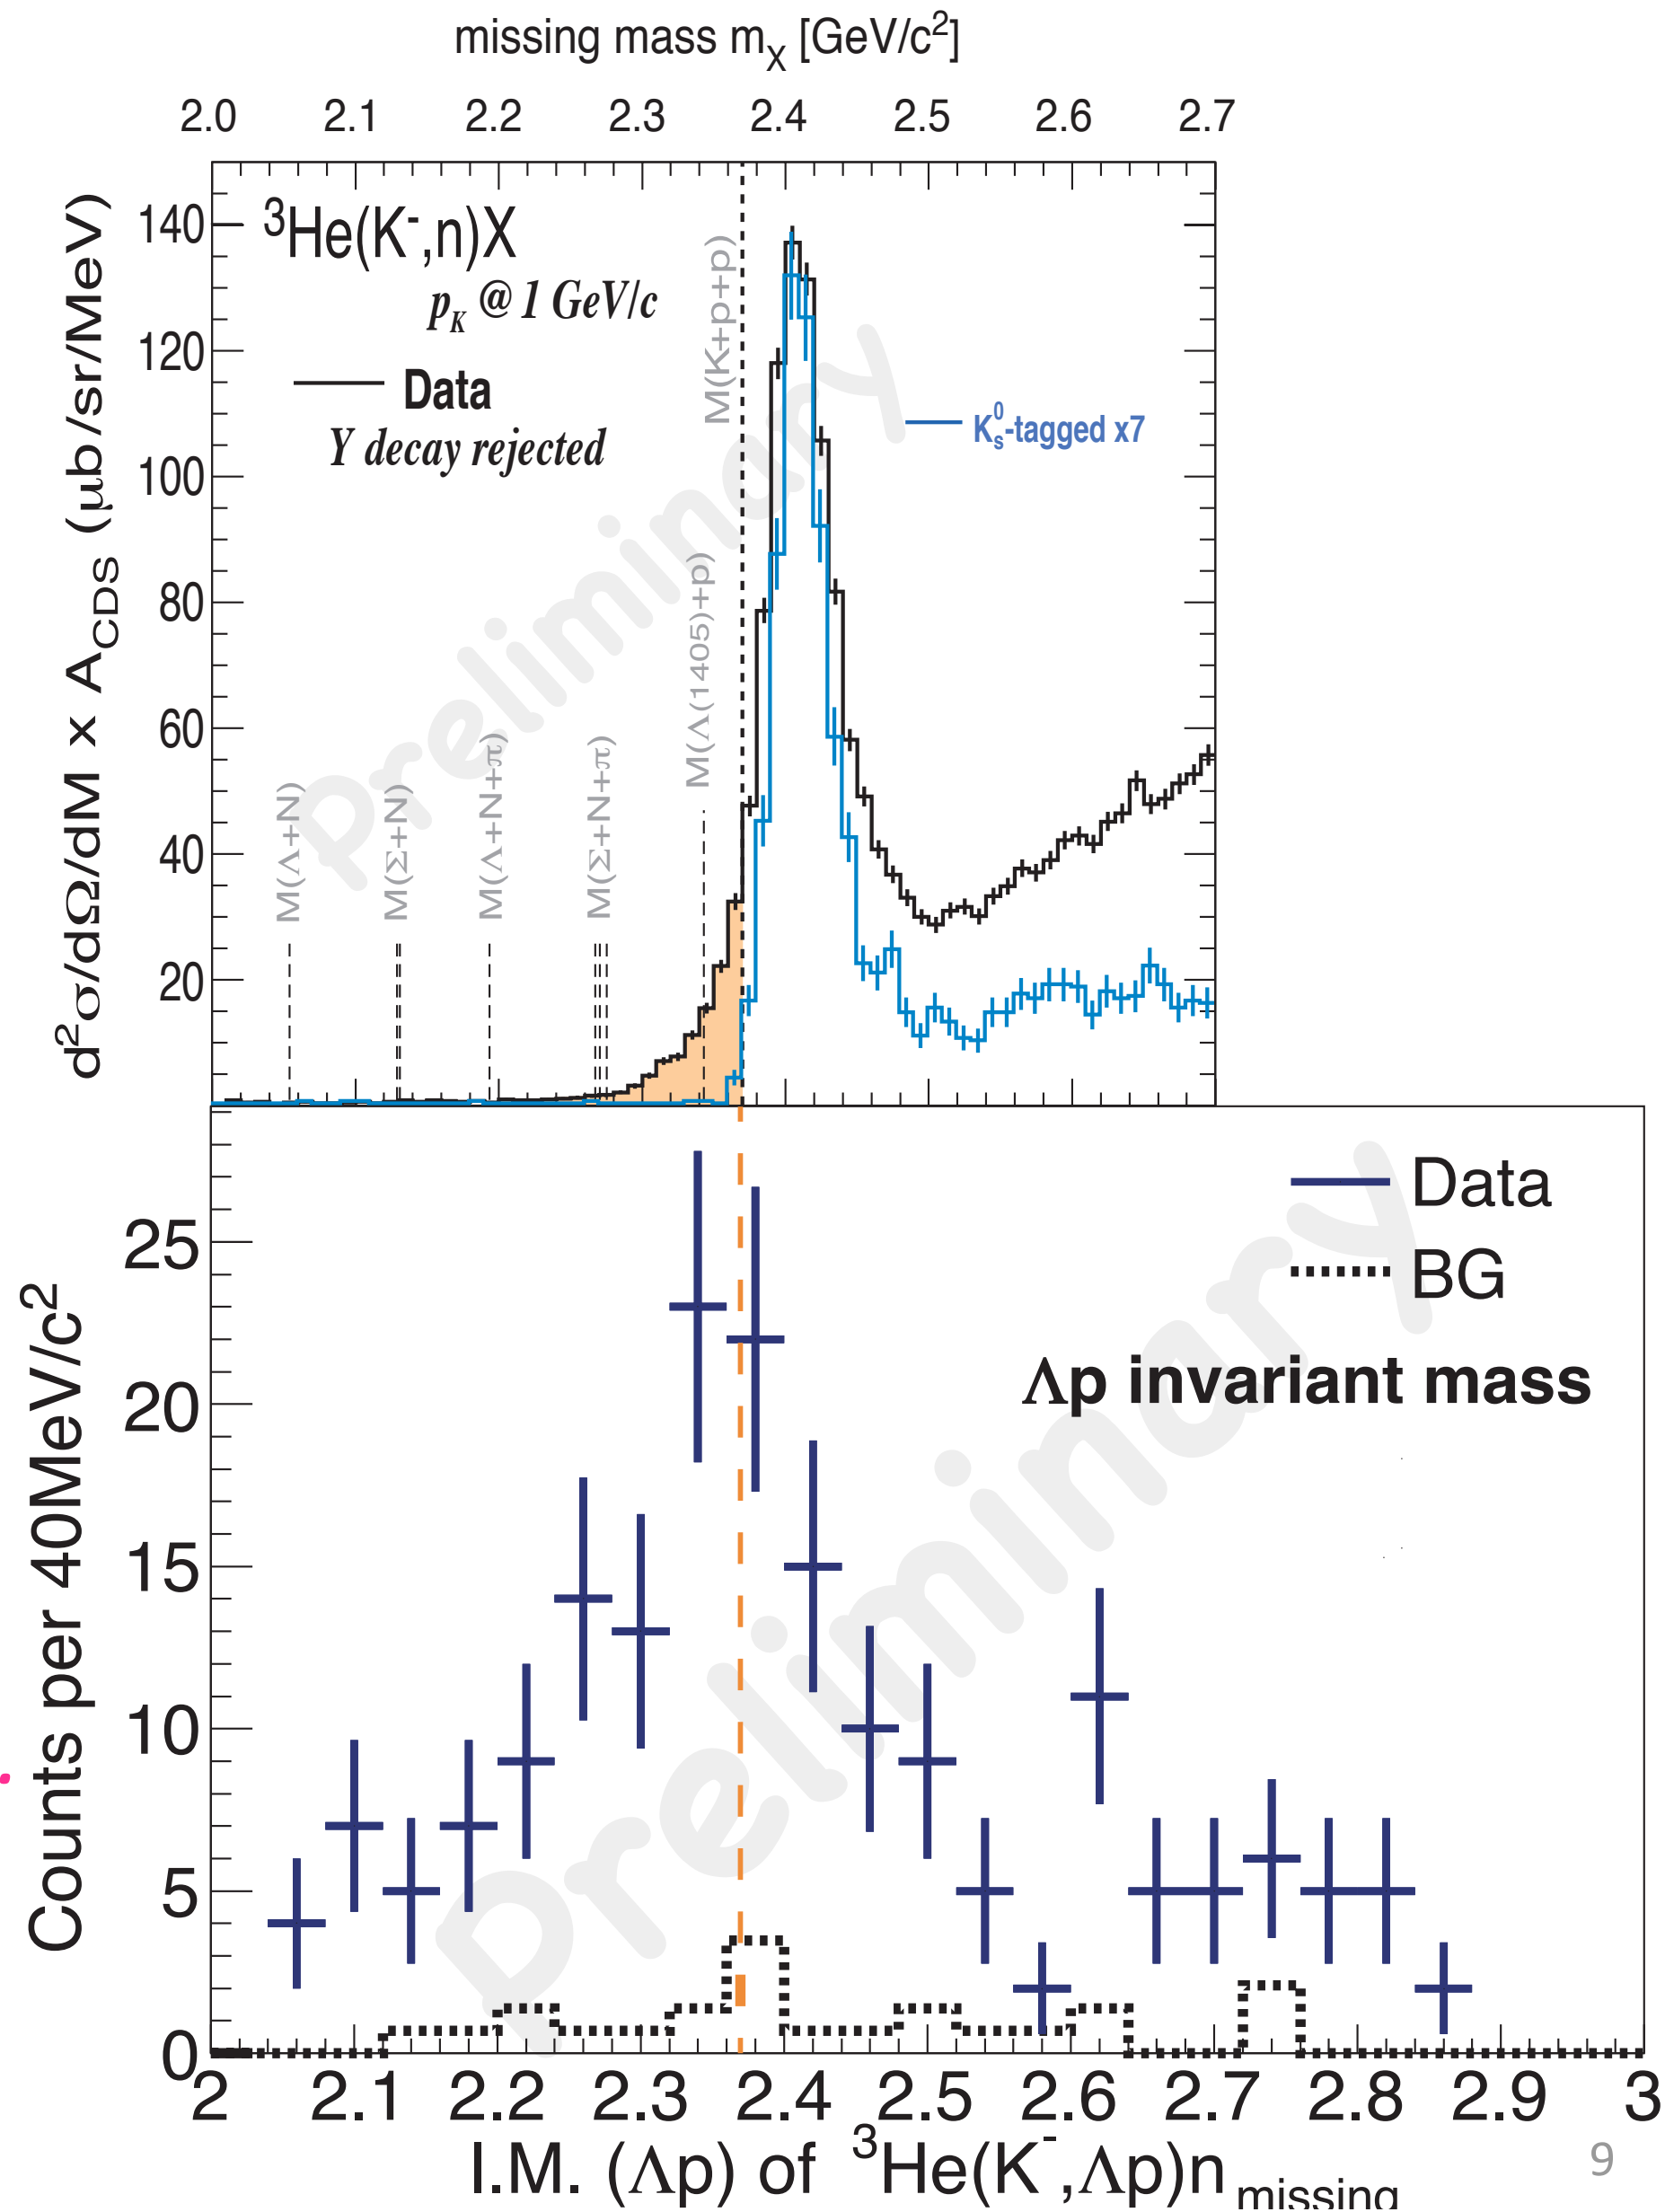 missing mass mX [GeV/c2]
2.0 2.1 2.2 2.3 2.4 2.5 2.6 2.7
d2σ/dΩ/dM x ACDS (μb/sr/MeV)
140
120
100
80
60
40
20
3He(K-,n)X
pK @ 1 GeV/c
Data
Y decay rejected
K0s-tagged x7
M(Λ+N)
M(Σ+N)
M(Λ+N+π)
M(Σ+N+π)
M(Λ(1405)+p)
M(K+p+p)
Preliminary
Counts per 40MeV/c2
25
20
15
10
5
0
Data
BG
Λp invariant mass
Preliminary
2 2.1 2.2 2.3 2.4 2.5 2.6 2.7 2.8 2.9 3
I.M. (Λp) of 3He(K-,Λp)nmissing
9